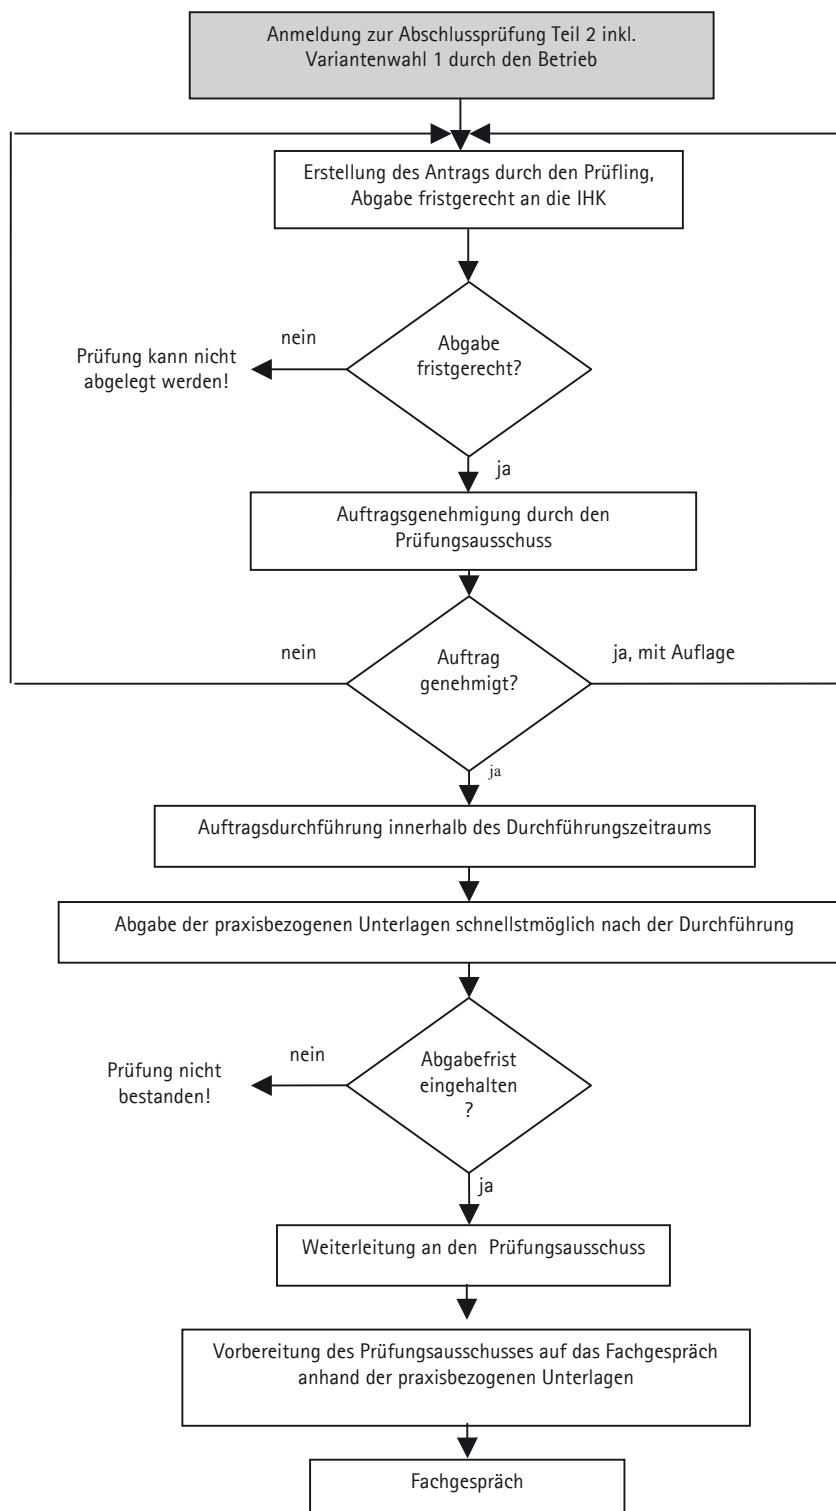 Anmeldung zur Abschlussprüfung Teil 2 inkl.
Variantenwahl 1 durch den Betrieb
Erstellung des Antrags durch den Prüfling,
Abgabe fristgerecht an die IHK
nein
Abgabe
fristgerecht?
Prüfung kann nicht
abgelegt werden!
ja
Auftragsgenehmigung durch den
Prüfungsausschuss
nein
Auftrag
genehmigt?
ja, mit Auflage
ja
Auftragsdurchführung innerhalb des Durchführungszeitraums
Abgabe der praxisbezogenen Unterlagen schnellstmöglich nach der Durchführung
nein
Abgabefrist
eingehalten
?
Prüfung nicht
bestanden!
ja
Weiterleitung an den Prüfungsausschuss
Vorbereitung des Prüfungsausschusses auf das Fachgespräch
anhand der praxisbezogenen Unterlagen
Fachgespräch